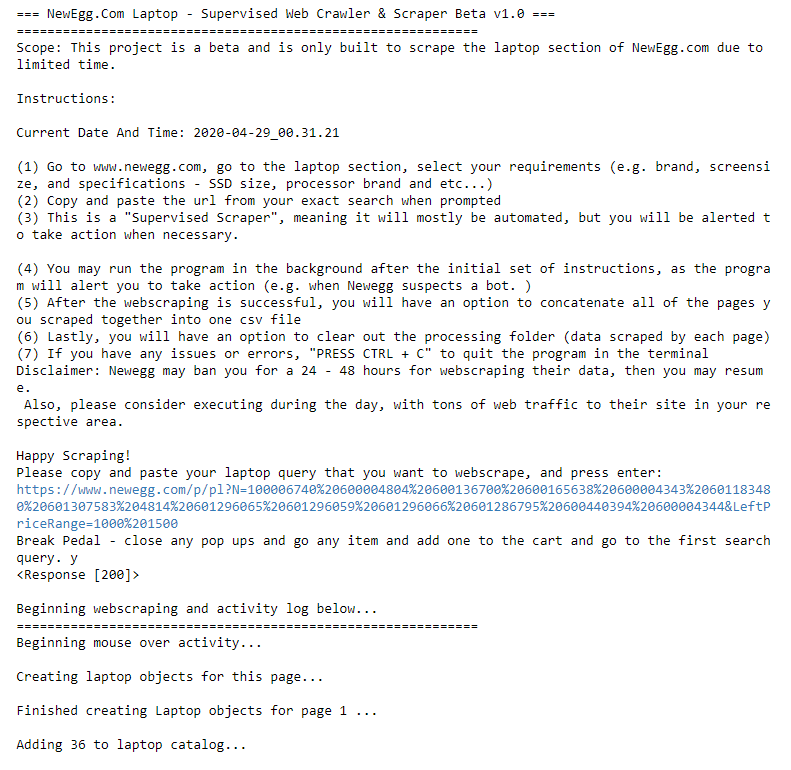 === NewEgg.Com Laptop - Supervised Web Crawler & Scraper Beta v1.0 ===
============================================================
Scope: This project is a beta and is only built to scrape the laptop section of NewEgg.com due to
limited time.
Instructions:
Current Date And Time: 2020-04-29_00.31.21
(1) Go to www.newegg.com, go to the laptop section, select your requirements (e.g. brand, screensi
ze, and specifications - SSD size, processor brand and etc...)
(2) Copy and paste the url from your exact search when prompted
(3) This is a "Supervised Scraper", meaning it will mostly be automated, but you will be alerted t
o take action when necessary.
(4) You may run the program in the background after the initial set of instructions, as the progra
m will alert you to take action (e.g. when Newegg suspects a bot. )
(5) After the webscraping is successful, you will have an option to concatenate all of the pages y
ou scraped together into one csv file
(6) Lastly, you will have an option to clear out the processing folder (data scraped by each page)
(7) If you have any issues or errors, "PRESS CTRL + C" to quit the program in the terminal
Disclaimer: Newegg may ban you for a 24 - 48 hours for webscraping their data, then you may resum
e.
Also, please consider executing during the day, with tons of web traffic to their site in your re
spective area.
Happy Scraping!
Please copy and paste your laptop query that you want to webscrape, and press enter:
https://www.newegg.com/p/pl?N=100006740%20600004804%20600136700%20600165638%20600004343%2060118348
0%20601307583%204814%20601296065%20601296059%20601296066%20601286795%20600440394%20600004344&LeftP
riceRange=1000%201500
Break Pedal - close any pop ups and go any item and add one to the cart and go to the first search
query. y
<Response [200]>
Beginning webscraping and activity log below...
============================================================
Beginning mouse over activity...
Creating laptop objects for this page...
Finished creating Laptop objects for page 1 ...
Adding 36 to laptop catalog...